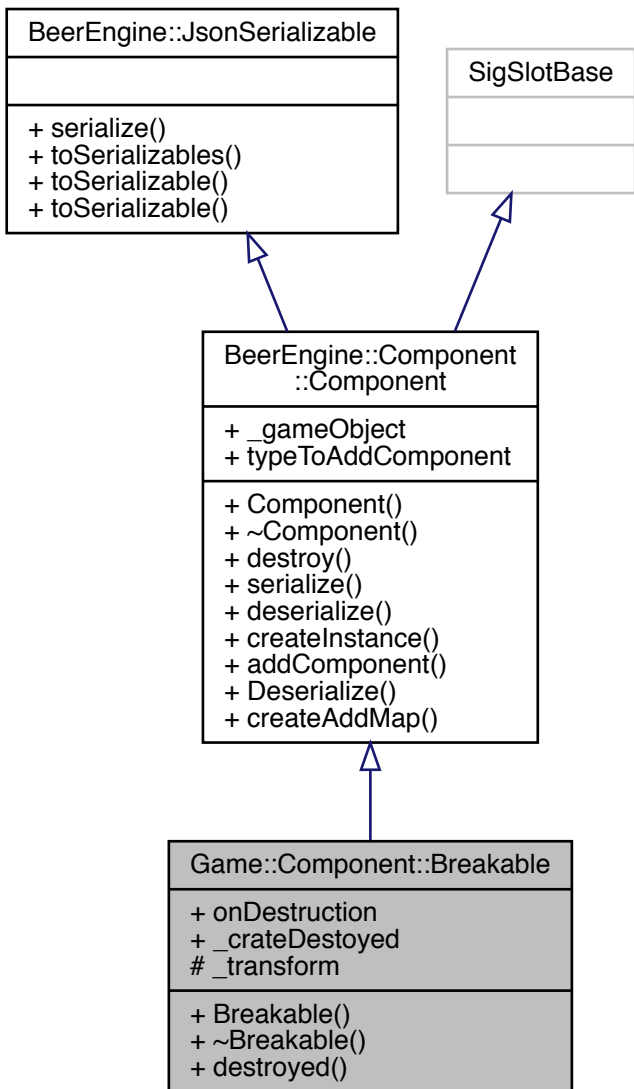 BeerEngine::JsonSerializable
+ serialize()
+ toSerializables()
+ toSerializable()
+ toSerializable()
SigSlotBase
BeerEngine::Component
::Component
+ _gameObject
+ typeToAddComponent
+ Component()
+ ~Component()
+ destroy()
+ serialize()
+ deserialize()
+ createInstance()
+ addComponent()
+ Deserialize()
+ createAddMap()
Game::Component::Breakable
+ onDestruction
+ _crateDestoyed
# _transform
+ Breakable()
+ ~Breakable()
+ destroyed()